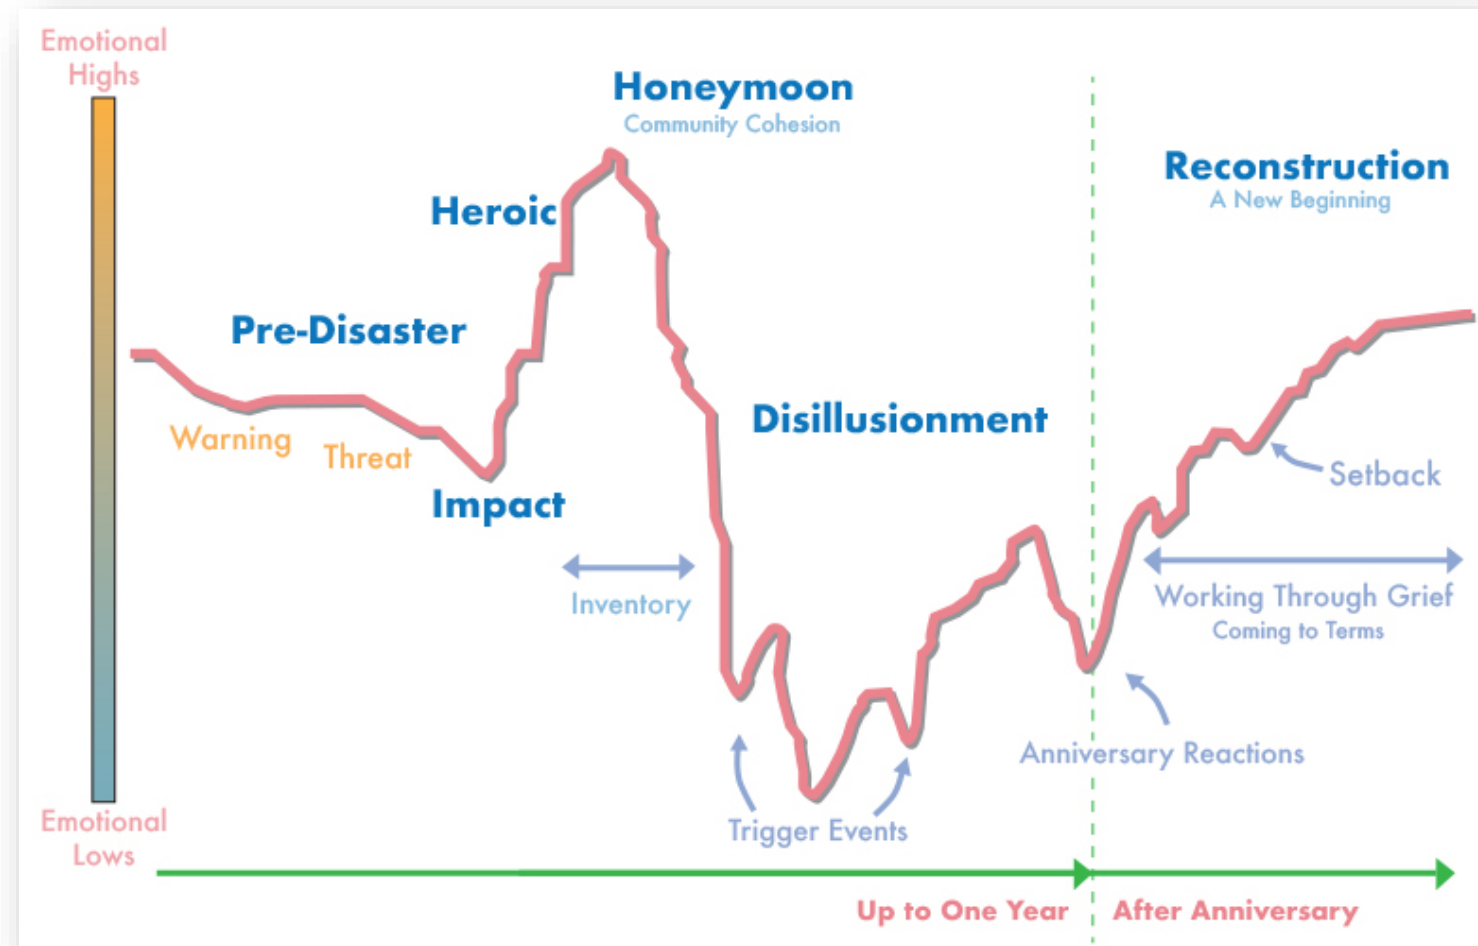 Emotional
Highs
Honeymoon
Community Cohesion
Reconstruction
A New Beginning
Heroic
Pre-Disaster
Warning
Threat
Disillusionment
Impact
Setback
Inventory
Working Through Grief
Coming to Terms
Anniversary Reactions
Trigger Events
Emotional
Lows
Up to One Year
After Anniversary